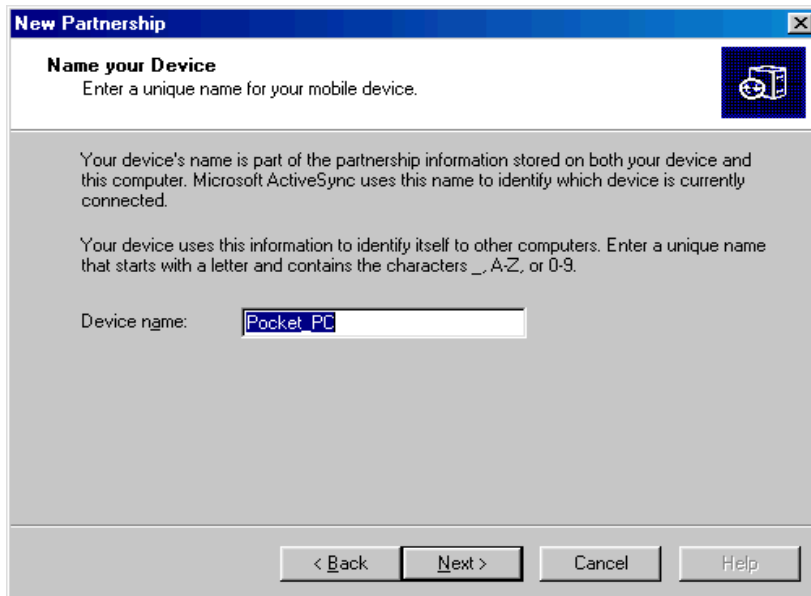 New Partnership
Name your Device
Enter a unique name for your mobile device.
Your device's name is part of the partnership information stored on both your device and
this computer. Microsoft ActiveSync uses this name to identify which device is currently
connected.
Your device uses this information to identify itself to other computers. Enter a unique name
that starts with a letter and contains the characters _, A-Z, or 0-9.
Device name: Pocket_PC
< Back Next > Cancel Help